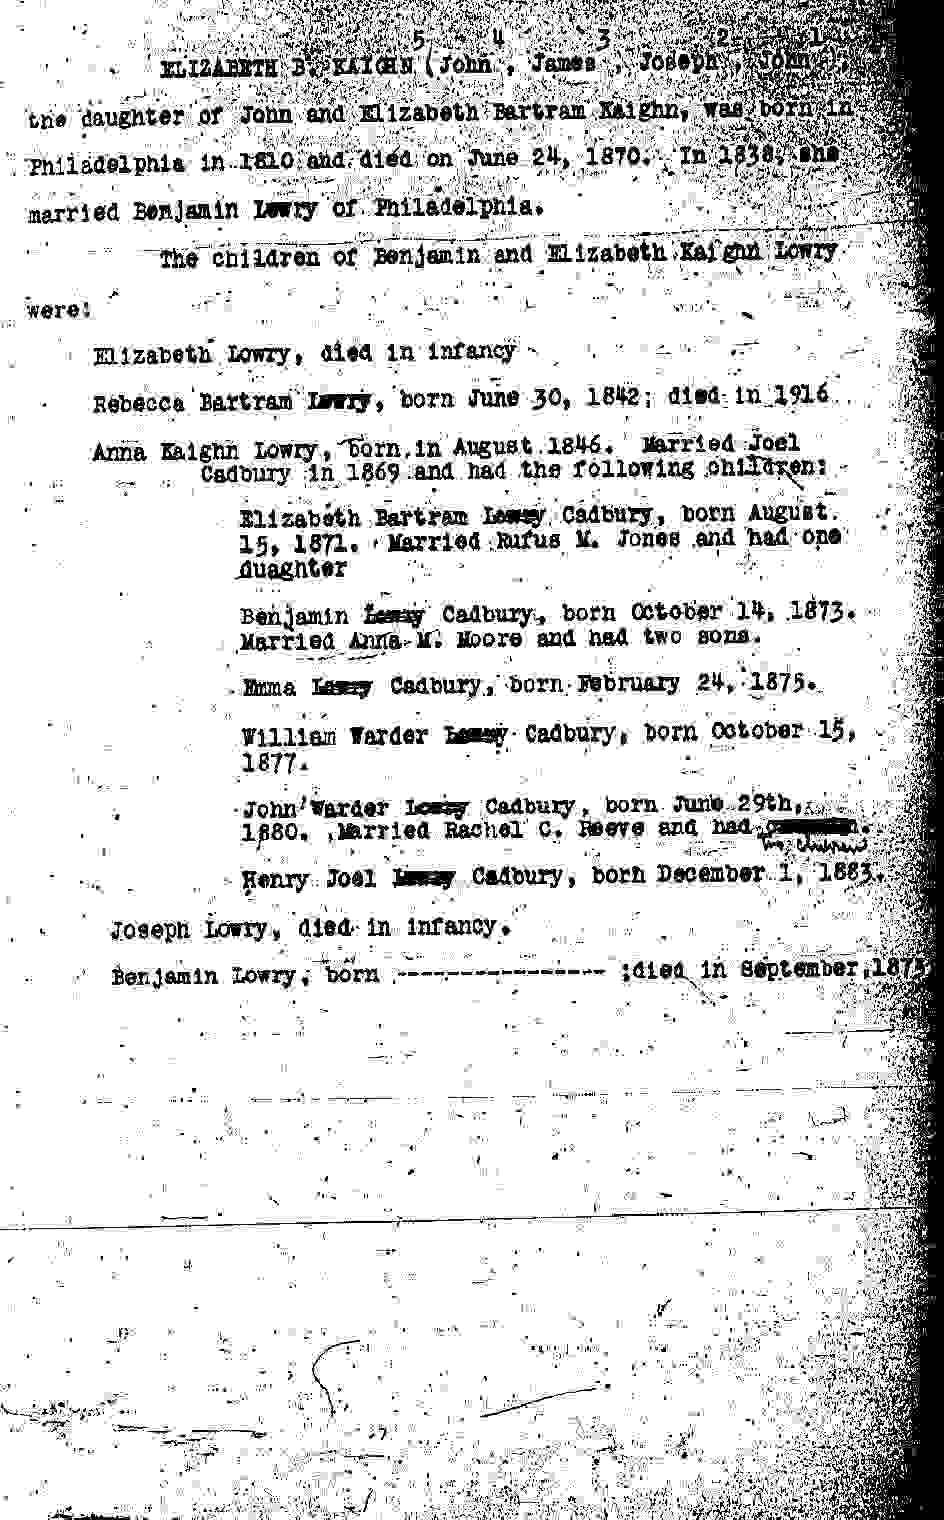 5 4 3 2 1
ELIZABETH B. KAIGHN (John , James , Joseph , John ),
the daughter of John and Elizabeth Bartram Kaighn, was born in
Philadelphia in 1810 and died on June 24, 1870. In 1838, she
married Benjamin Lowry of Philadelphia.
The children of Benjamin and Elizabeth Kaighn Lowry
were:
Elizabeth Lowry, died in infancy
Rebecca Bartram Lowry, born June 30, 1842; died in 1916
Anna Kaighn Lowry, born in August 1846. Married Joel
Cadbury in 1869 and had the following children:
Elizabeth Bartram Lowry Cadbury, born August
15, 1871. Married Rufus M. Jones and had one
duaghter
Benjamin Lowry Cadbury, born October 14, 1873.
Married Anna M. Moore and had two sons.
Emma Lowry Cadbury, born February 24, 1875.
William Warder Lowry Cadbury, born October 15,
1877.
John Warder Lowry Cadbury, born June 29th,
1880. Married Rachel C. Reeve and had
two children
Henry Joel Lowry Cadbury, born December 1, 1883.
Joseph Lowry, died in infancy.
Benjamin Lowry, born ---------------- ;died in September,